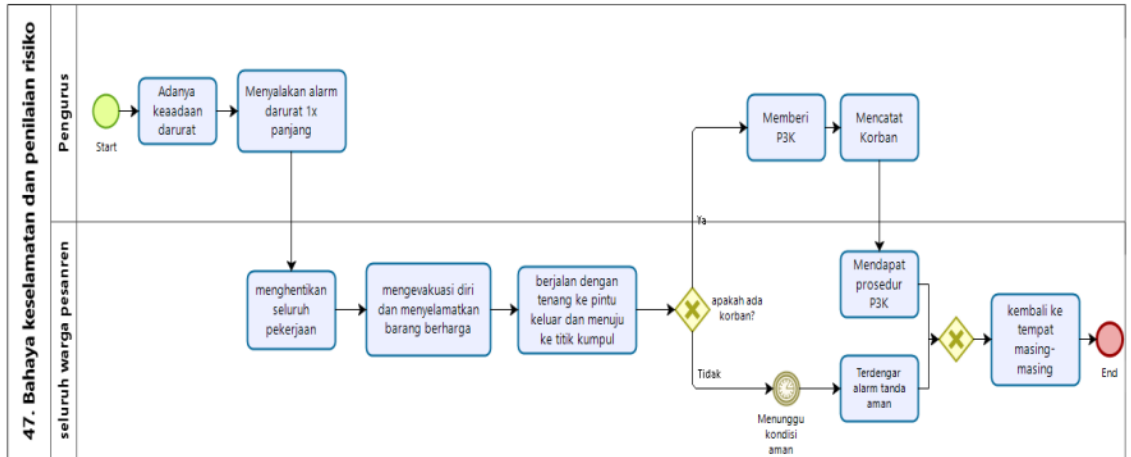 47. Bahaya keselamatan dan penilaian risiko
Pengurus
Start
Adanya
keaadaan
darurat
Menyalakan alarm
darurat 1x
panjang
Memberi
P3K
Mencatat
Korban
seluruh warga pesanren
menghentikan
seluruh
pekerjaan
mengevakuasi diri
dan menyelamatkan
barang berharga
berjalan dengan
tenang ke pintu
keluar dan menuju
ke titik kumpul
apakah ada
korban?
Ya
Tidak
Menunggu
kondisi
aman
Mendapat
prosedur
P3K
Terdengar
alarm tanda
aman
kembali ke
tempat
masing-
masing
End